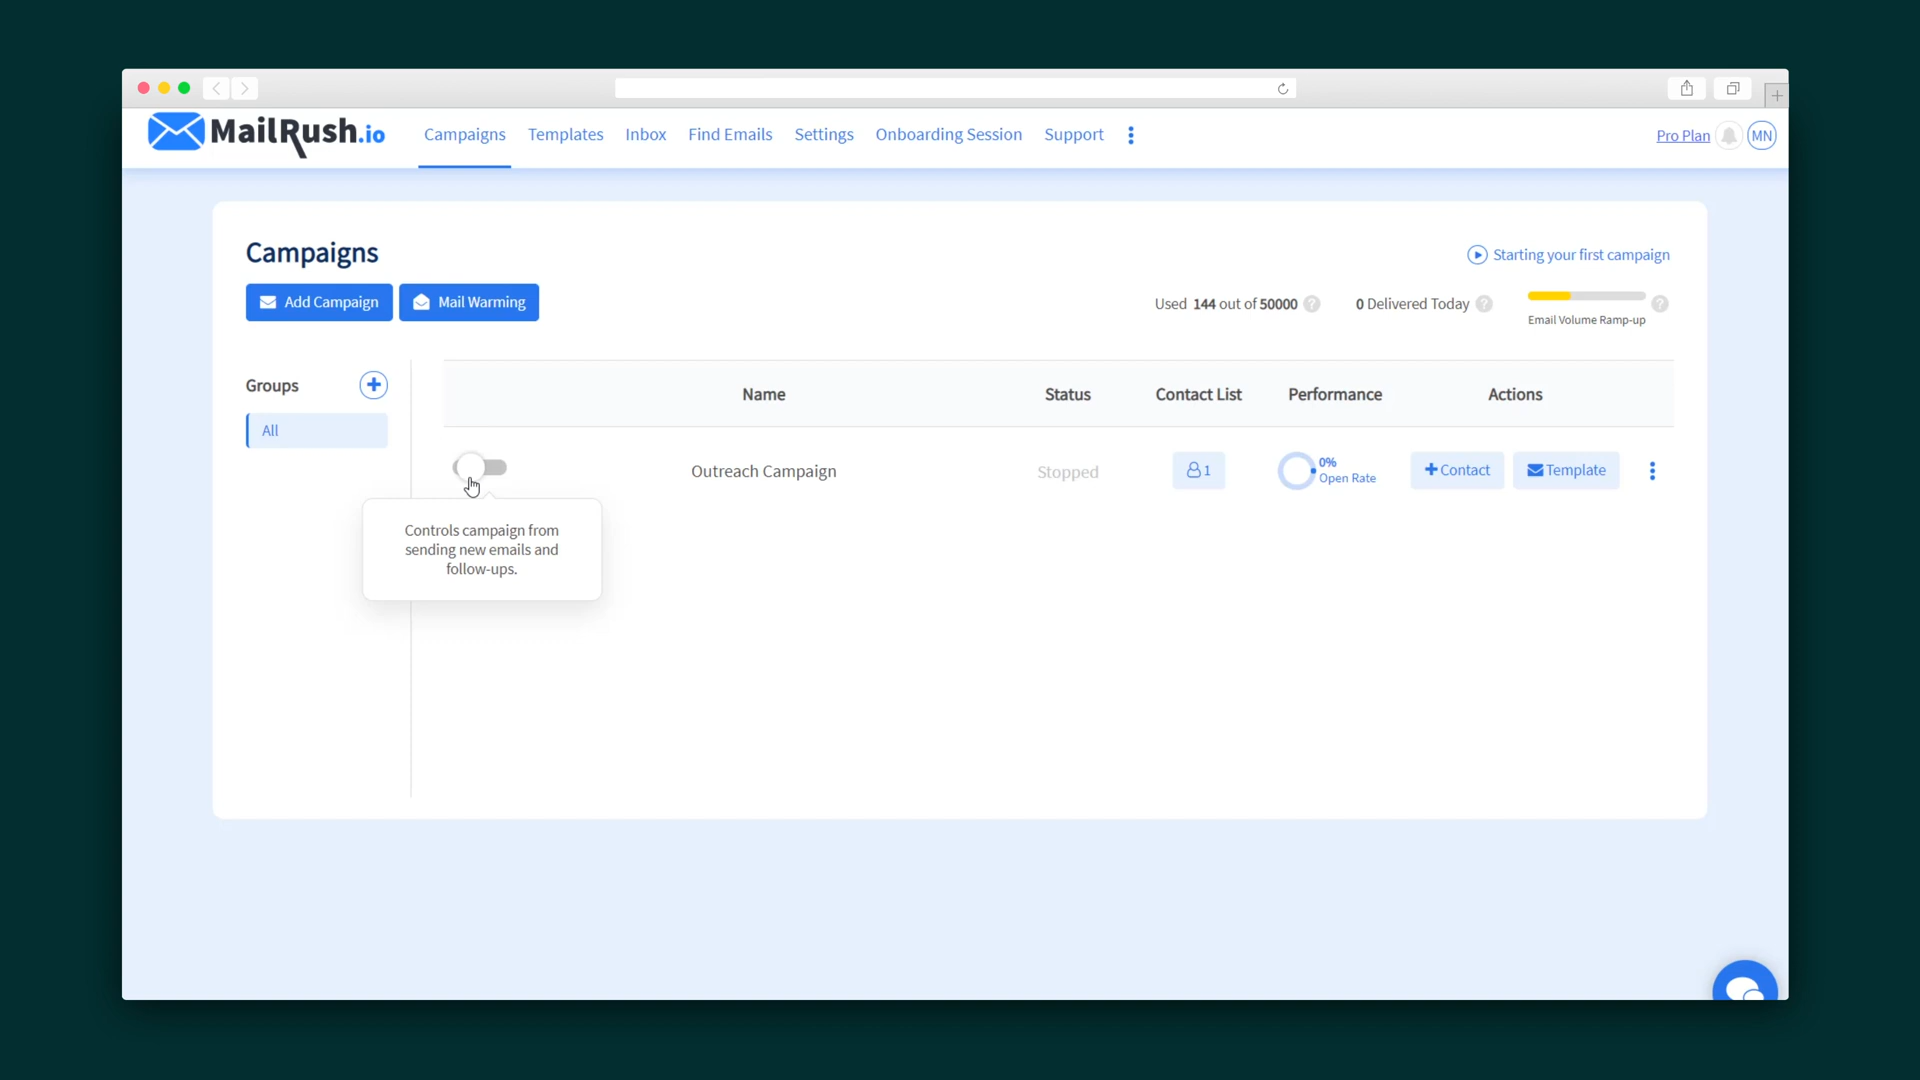 MailRush.io
Campaigns Templates Inbox Find Emails Settings Onboarding Session Support
Pro Plan MN
Campaigns
Starting your first campaign
Add Campaign Mail Warming
Used 144 out of 50000 ? 0 Delivered Today ? ?
Email Volume Ramp-up
Groups
All
Name Status Contact List Performance Actions
Outreach Campaign Stopped 1 0% Open Rate + Contact Template
Controls campaign from
sending new emails and
follow-ups.